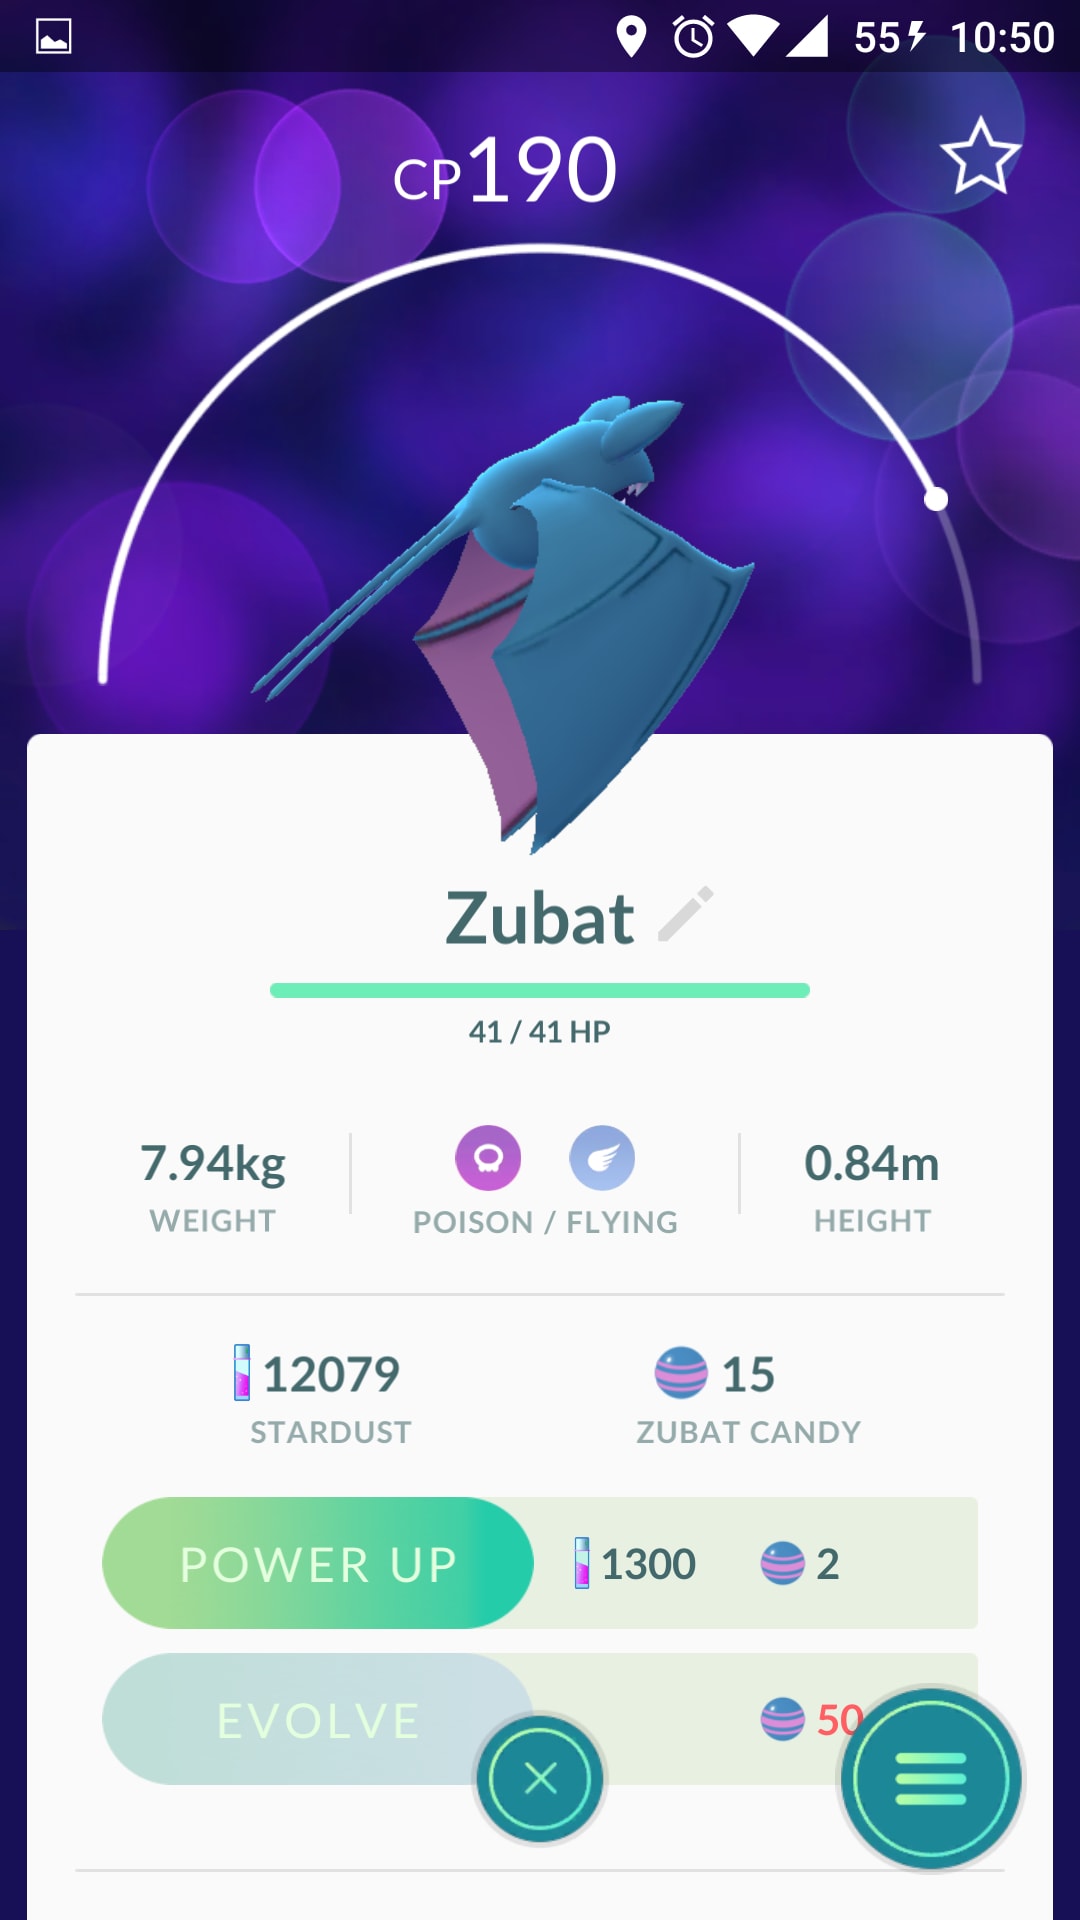 55 10:50
CP190
Zubat
41 / 41 HP
7.94kg
WEIGHT
POISON / FLYING
0.84m
HEIGHT
12079
STARDUST
15
ZUBAT CANDY
POWER UP 1300 2
EVOLVE 50